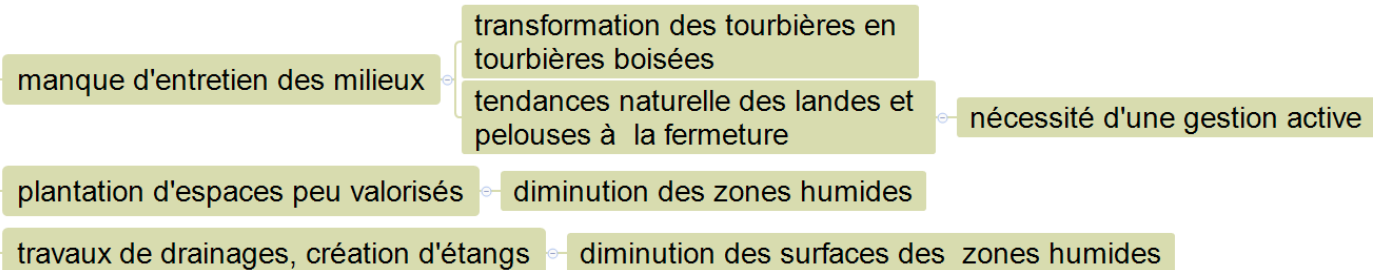 transformation des tourbières en
tourbières boisées
manque d'entretien des milieux
tendances naturelle des landes et
pelouses à la fermeture
nécessité d'une gestion active
plantation d'espaces peu valorisés
diminution des zones humides
travaux de drainages, création d'étangs
diminution des surfaces des zones humides